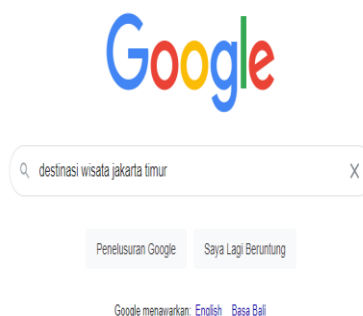 Google
destinasi wisata jakarta timur
Penelusuran Google Saya Lagi Beruntung
Google menawarkan: English Basa Bali